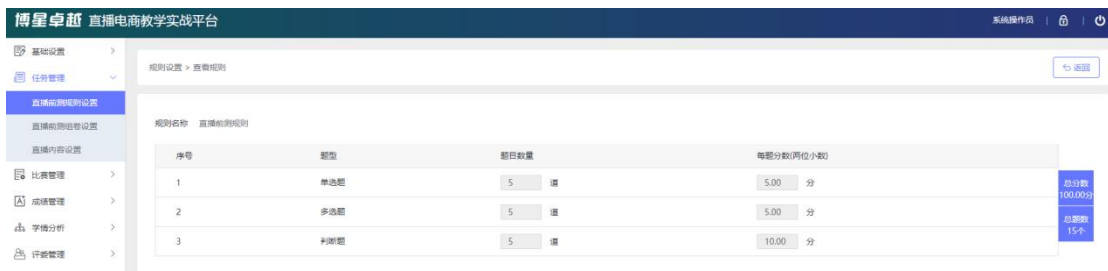 博星卓越 直播电商教学实战平台
系统操作员
基础设置
任务管理
直播前测规则设置
直播前测组卷设置
直播内容设置
比赛管理
成绩管理
学情分析
评委管理
规则设置 > 查看规则
返回
规则名称 直播前测规则
序号 题型 题目数量 每题分数(两位小数)
1 单选题 5 道 5.00 分
2 多选题 5 道 5.00 分
3 判断题 5 道 10.00 分
总分数
100.00分
总题数
15个